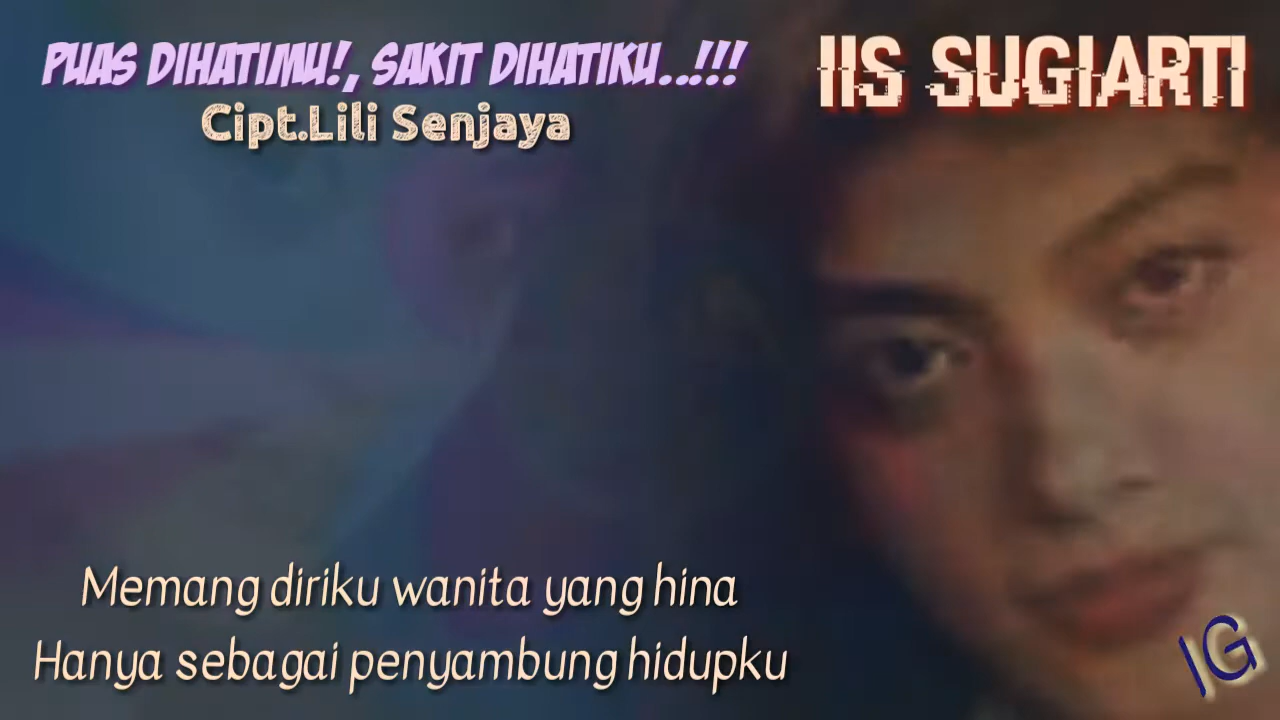 PUAS DIHATIMU!, SAKIT DIHATIKU..!!!
IIS SUGIARTI
Cipt.Lili Senjaya
Memang diriku wanita yang hina
Hanya sebagai penyambung hidupku
IG